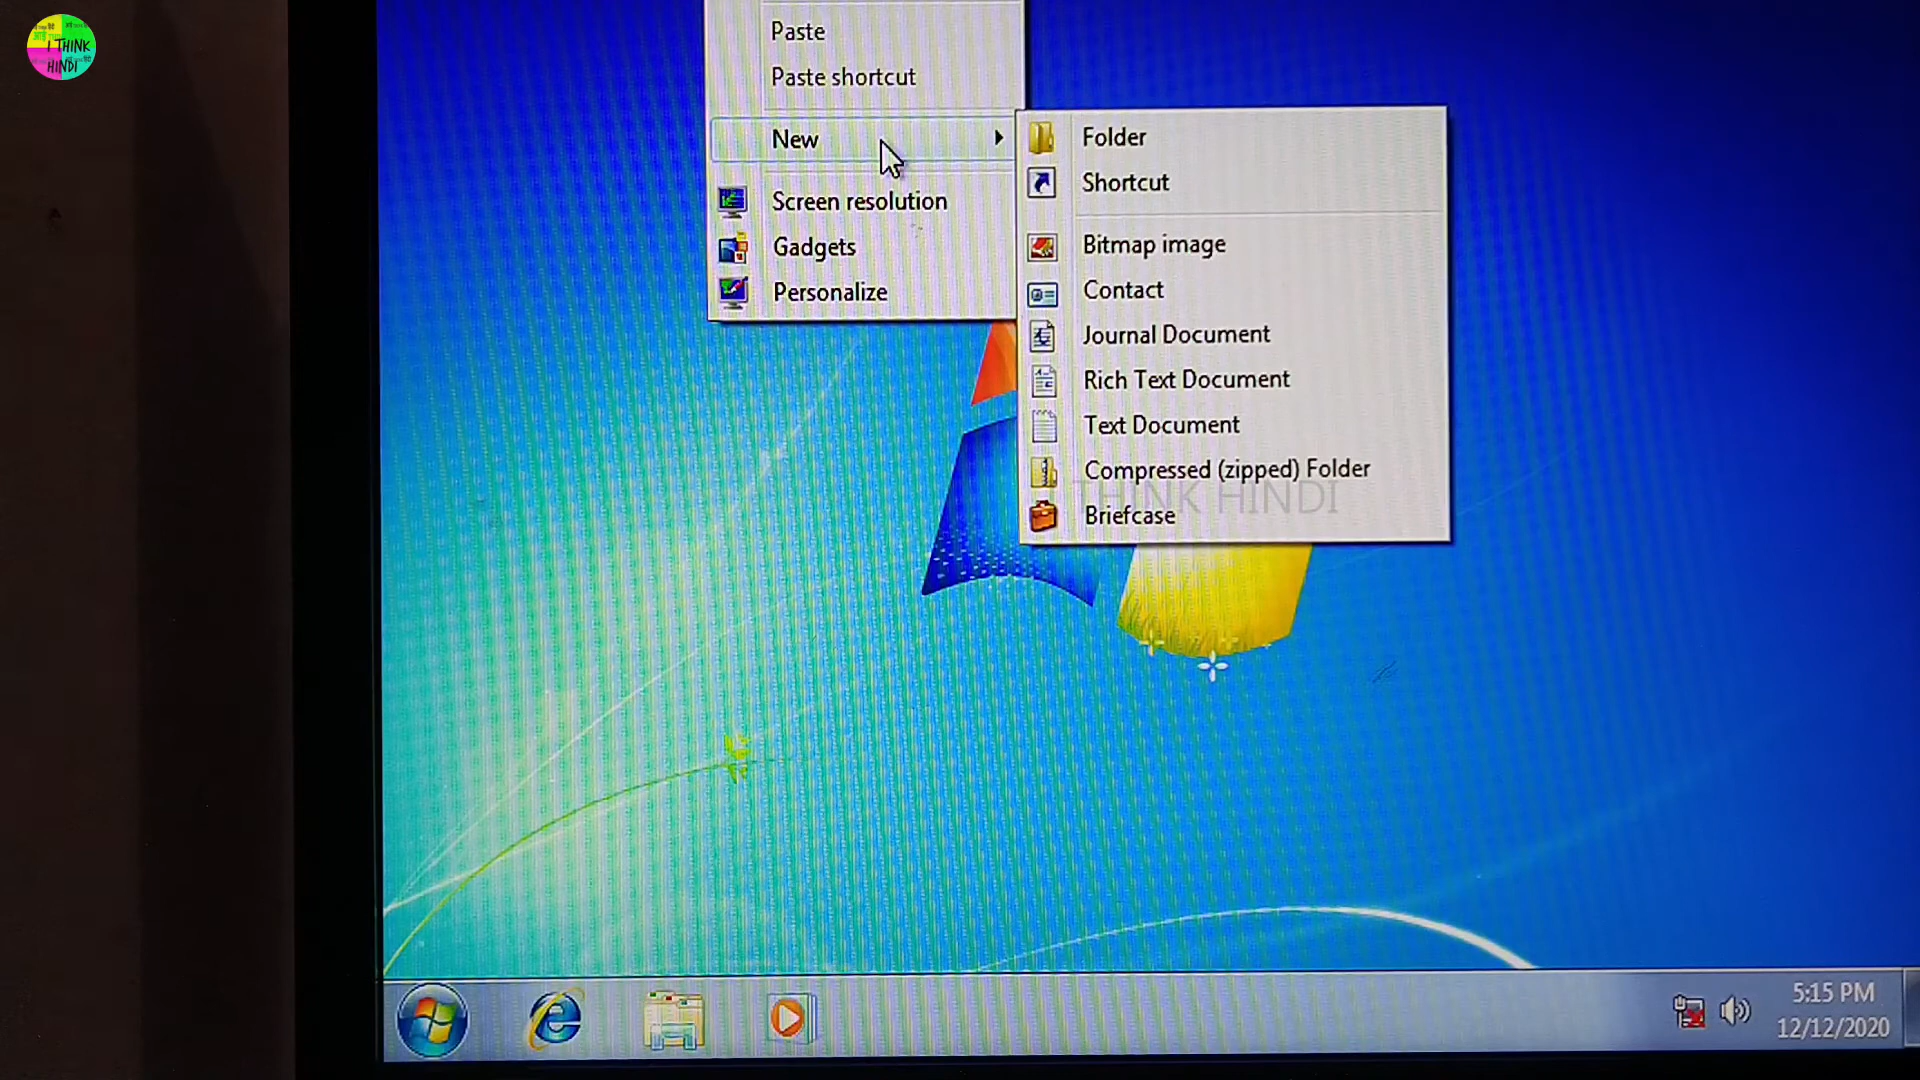 I THINK
HINDI
Paste
Paste shortcut
New
Screen resolution
Gadgets
Personalize
Folder
Shortcut
Bitmap image
Contact
Journal Document
Rich Text Document
Text Document
Compressed (zipped) Folder
THINK HINDI
Briefcase
5:15 PM
12/12/2020